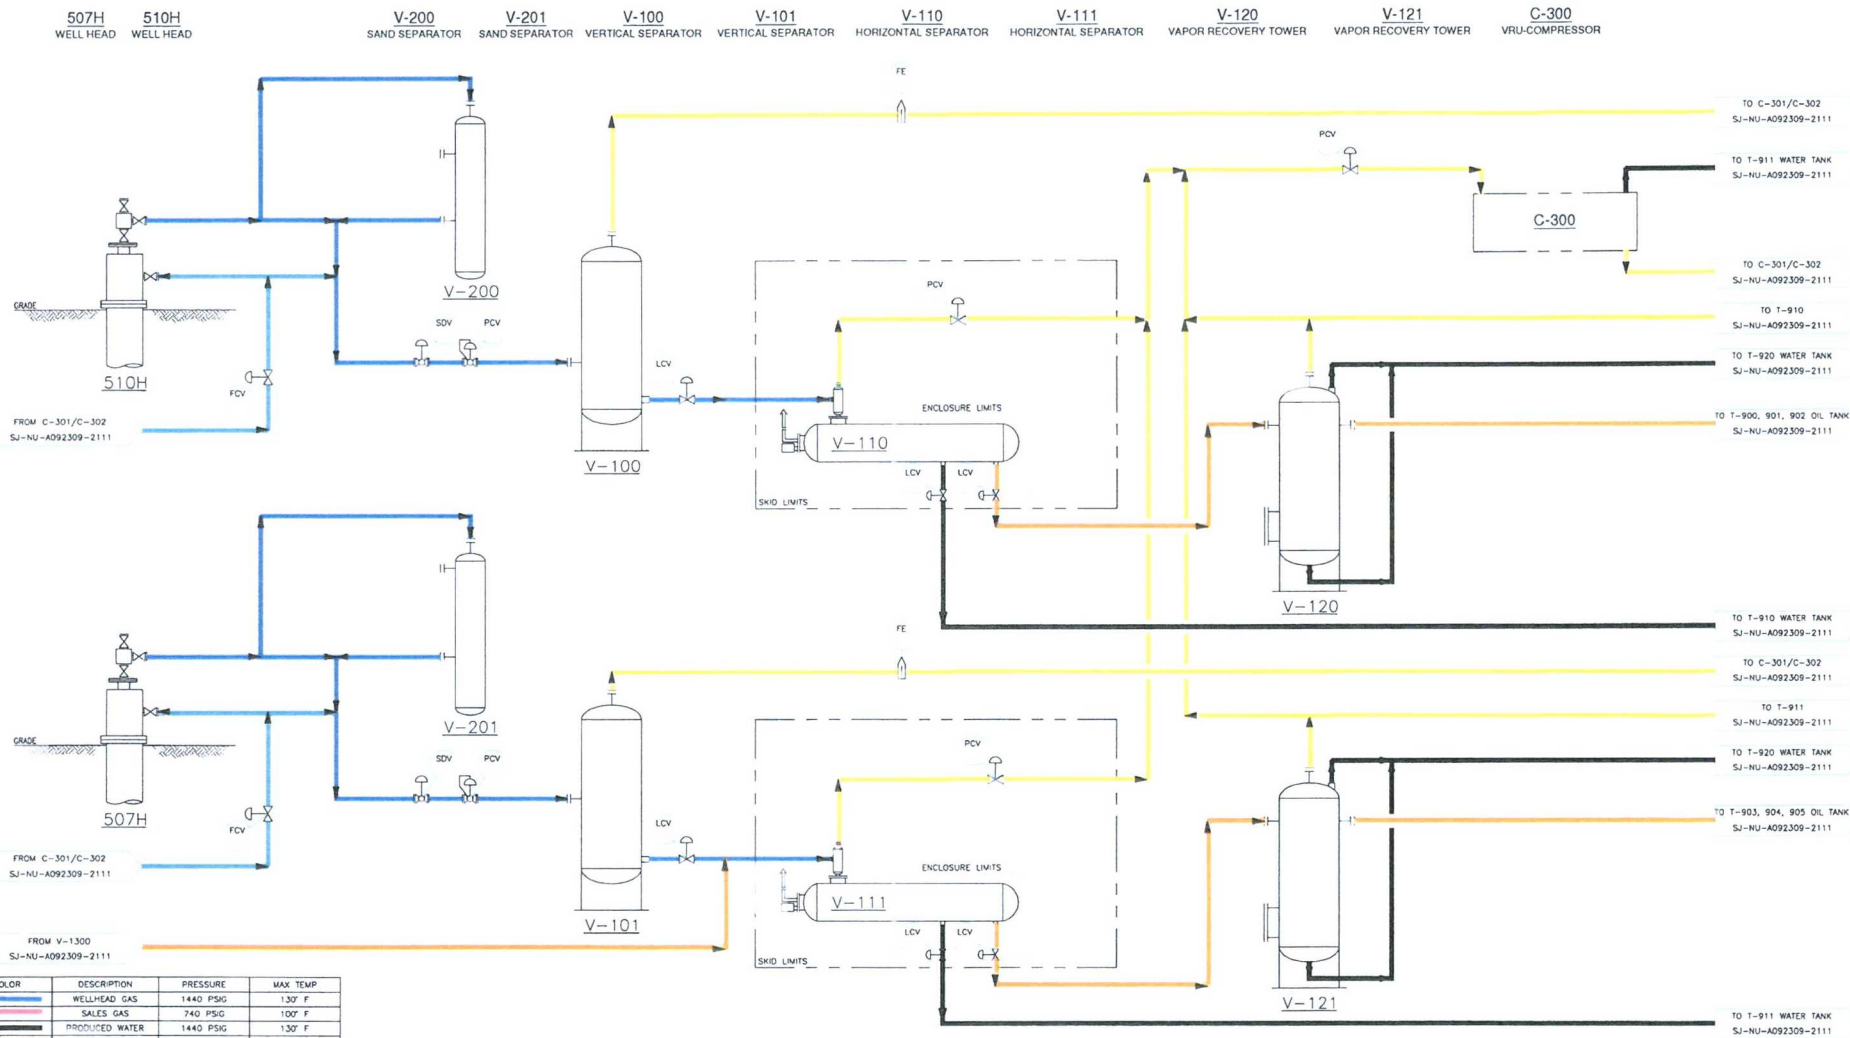 507H
WELL HEAD
510H
WELL HEAD
V-200
SAND SEPARATOR
V-201
SAND SEPARATOR
V-100
VERTICAL SEPARATOR
V-101
VERTICAL SEPARATOR
V-110
HORIZONTAL SEPARATOR
V-111
HORIZONTAL SEPARATOR
V-120
VAPOR RECOVERY TOWER
V-121
VAPOR RECOVERY TOWER
C-300
VRU-COMPRESSOR
FE
TO C-301/C-302
SJ-NU-A092309-2111
PCV
TO T-911 WATER TANK
SJ-NU-A092309-2111
C-300
TO C-301/C-302
SJ-NU-A092309-2111
V-200
PCV
GRADE
SDV
PCV
TO T-910
SJ-NU-A092309-2111
LCV
TO T-920 WATER TANK
SJ-NU-A092309-2111
510H
FCV
ENCLOSURE LIMITS
FROM C-301/C-302
SJ-NU-A092309-2111
TO T-900, 901, 902 OIL TANK
SJ-NU-A092309-2111
V-110
V-100
LCV
LCV
SKID LIMITS
V-120
TO T-910 WATER TANK
SJ-NU-A092309-2111
FE
TO C-301/C-302
SJ-NU-A092309-2111
V-201
TO T-911
SJ-NU-A092309-2111
GRADE
SDV
PCV
PCV
TO T-920 WATER TANK
SJ-NU-A092309-2111
507H
FCV
LCV
TO T-903, 904, 905 OIL TANK
SJ-NU-A092309-2111
FROM C-301/C-302
SJ-NU-A092309-2111
ENCLOSURE LIMITS
V-111
V-101
LCV
LCV
FROM V-1300
SJ-NU-A092309-2111
SKID LIMITS
V-121
OLOR DESCRIPTION PRESSURE MAX TEMP
WELLHEAD GAS 1440 PSIG 130° F
SALES GAS 740 PSIG 100° F
PRODUCED WATER 1440 PSIG 130° F
TO T-911 WATER TANK
SJ-NU-A092309-2111